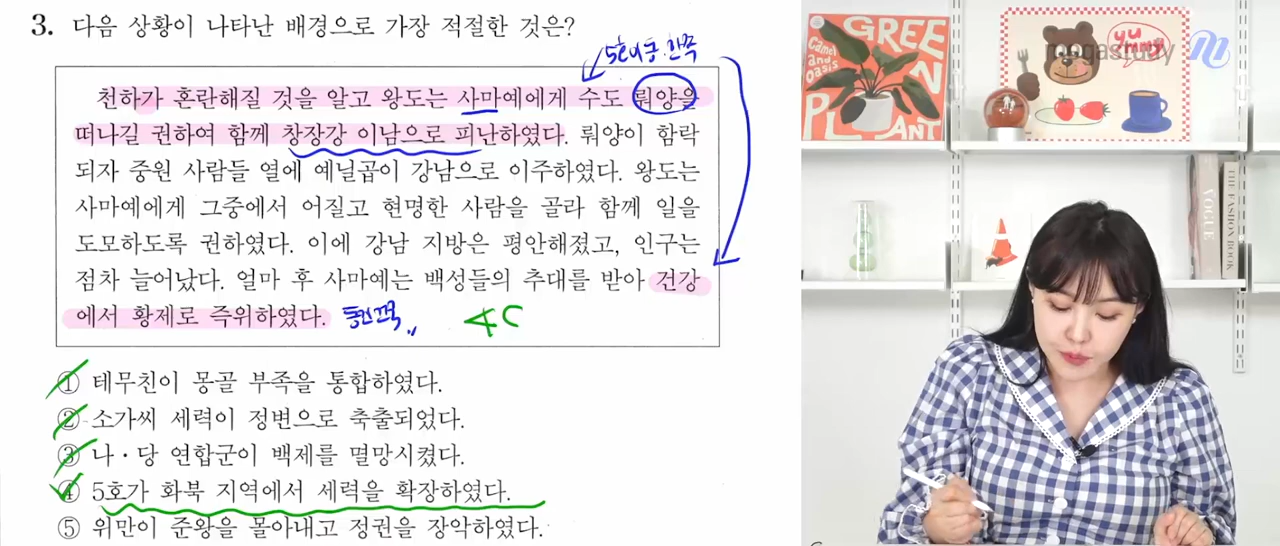 3. 다음 상황이 나타난 배경으로 가장 적절한 것은?
천하가 혼란해질 것을 알고 왕도는 사마예에게 수도 뤄양을
떠나길 권하여 함께 창장강 이남으로 피난하였다. 뤄양이 함락
되자 중원 사람들 열에 예닐곱이 강남으로 이주하였다. 왕도는
사마예에게 그중에서 어질고 현명한 사람을 골라 함께 일을
도모하도록 권하였다. 이에 강남 지방은 평안해졌고, 인구는
점차 늘어났다. 얼마 후 사마예는 백성들의 추대를 받아 건강
에서 황제로 즉위하였다.
4C
① 테무친이 몽골 부족을 통합하였다.
② 소가씨 세력이 정변으로 축출되었다.
③ 나·당 연합군이 백제를 멸망시켰다.
④ 5호가 화북 지역에서 세력을 확장하였다.
⑤ 위만이 준왕을 몰아내고 정권을 장악하였다.
GREEN
PLANT
Camel
and
Oasis
yu
yummy
megastudy
VOGUE
THE FASHION BOOK